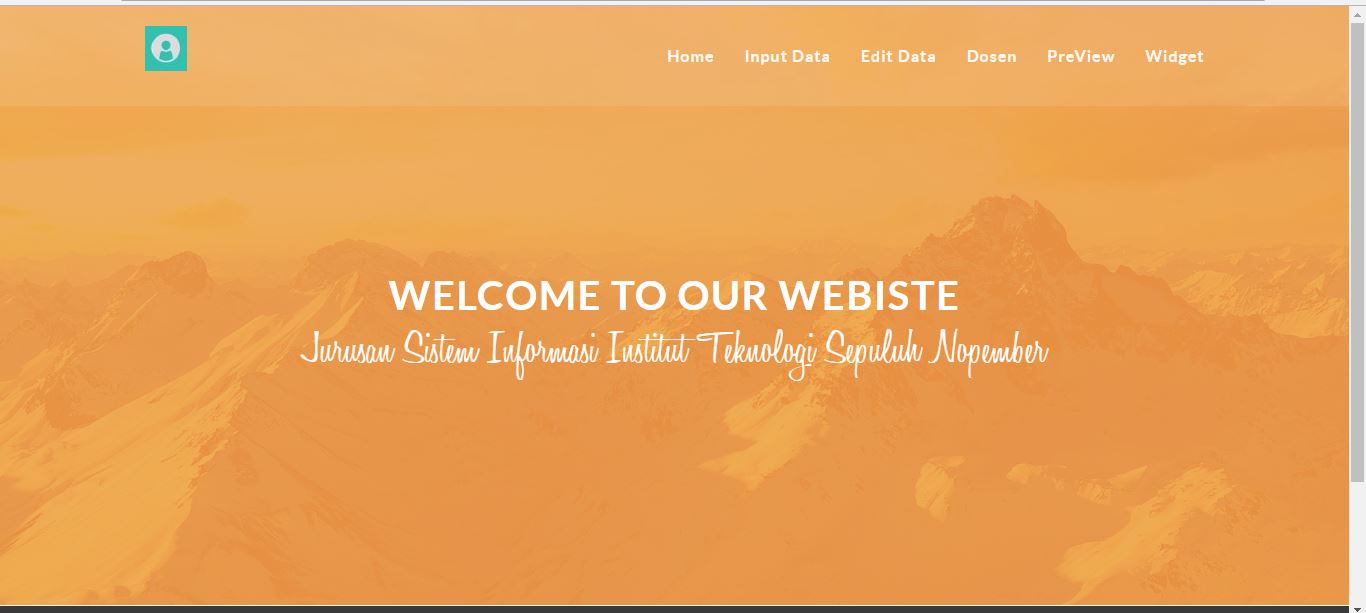 Home Input Data Edit Data Dosen PreView Widget
WELCOME TO OUR WEBISTE
Jurusan Sistem Informasi Institut Teknologi Sepuluh Nopember